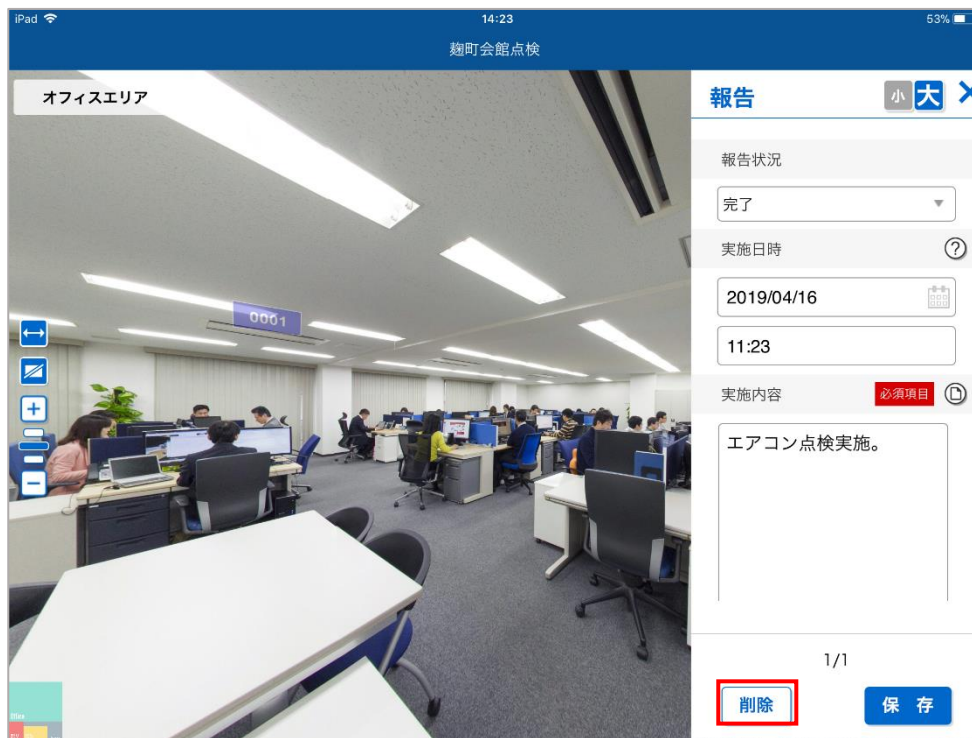 iPad 14:23 53%
麹町会館点検
オフィスエリア
報告 小 大
報告状況
完了
実施日時
2019/04/16
11:23
実施内容 必須項目
エアコン点検実施。
0001
1/1
削除 保存